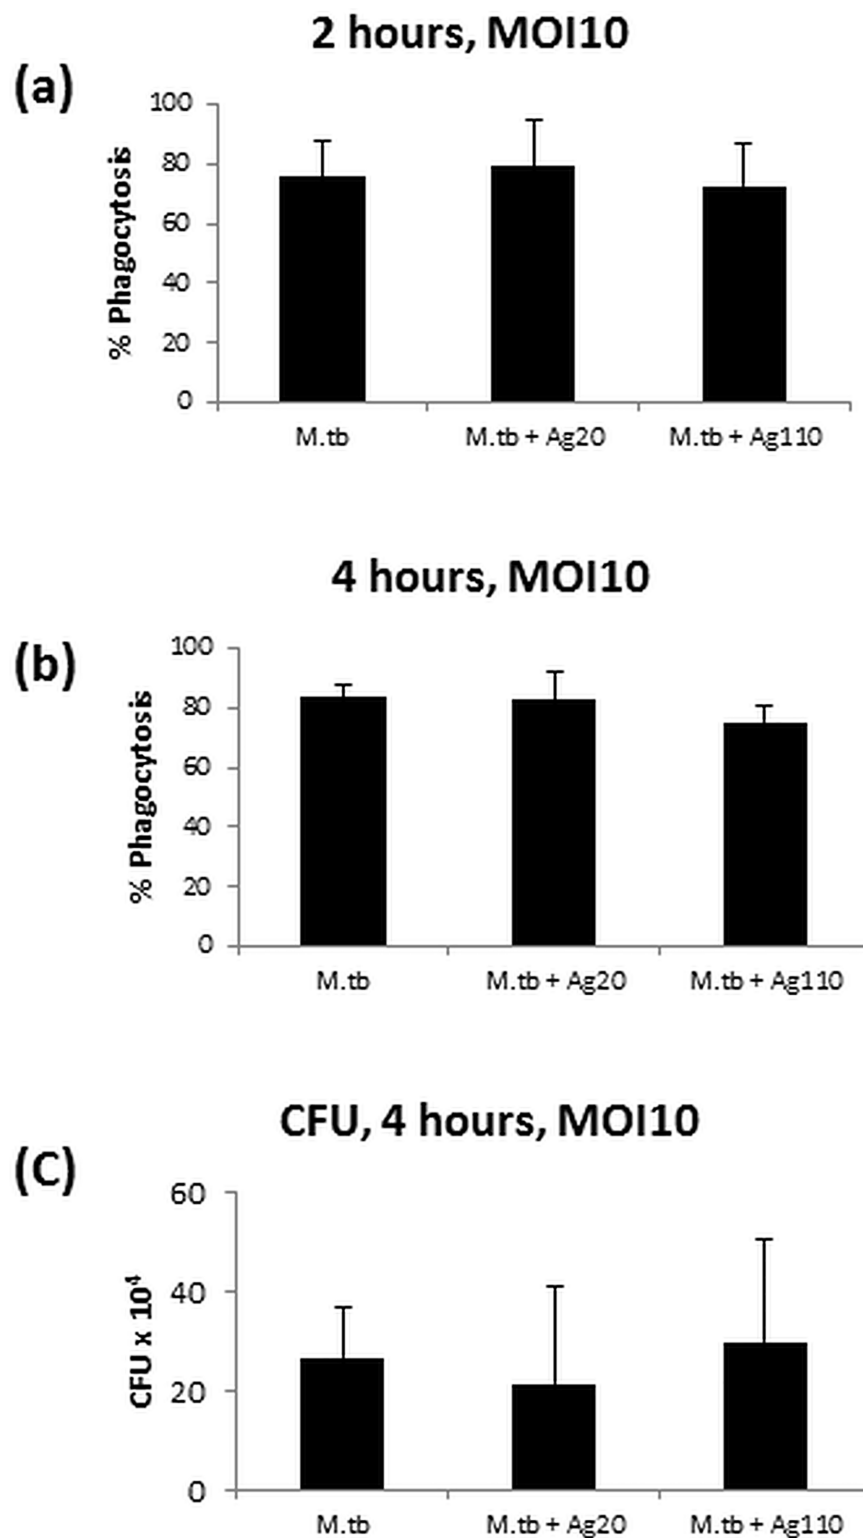 2 hours, MOI10
(a)
100
80
60
40
20
0
% Phagocytosis
M.tb
M.tb + Ag20
M.tb + Ag110
4 hours, MOI10
(b)
100
80
60
40
20
0
% Phagocytosis
M.tb
M.tb + Ag20
M.tb + Ag110
CFU, 4 hours, MOI10
(C)
60
40
20
0
CFU x 10⁴
M.tb
M.tb + Ag20
M.tb + Ag110